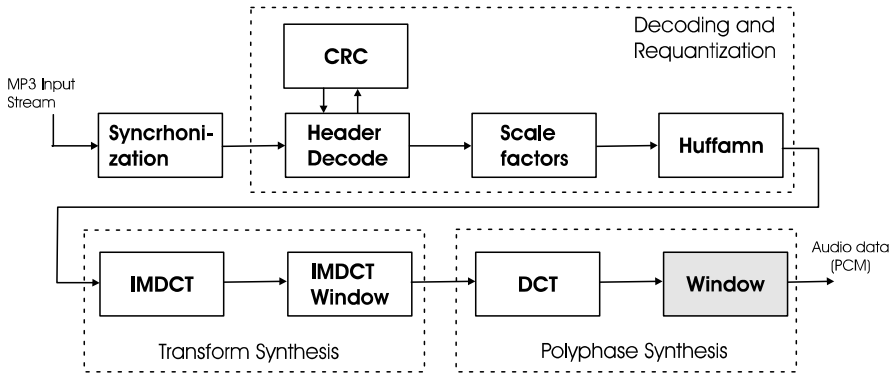 Decoding and
Requantization
CRC
MP3 Input
Stream
Syncrhoni-
zation
Header
Decode
Scale
factors
Huffamn
IMDCT
IMDCT
Window
DCT
Window
Audio data
(PCM)
Transform Synthesis
Polyphase Synthesis